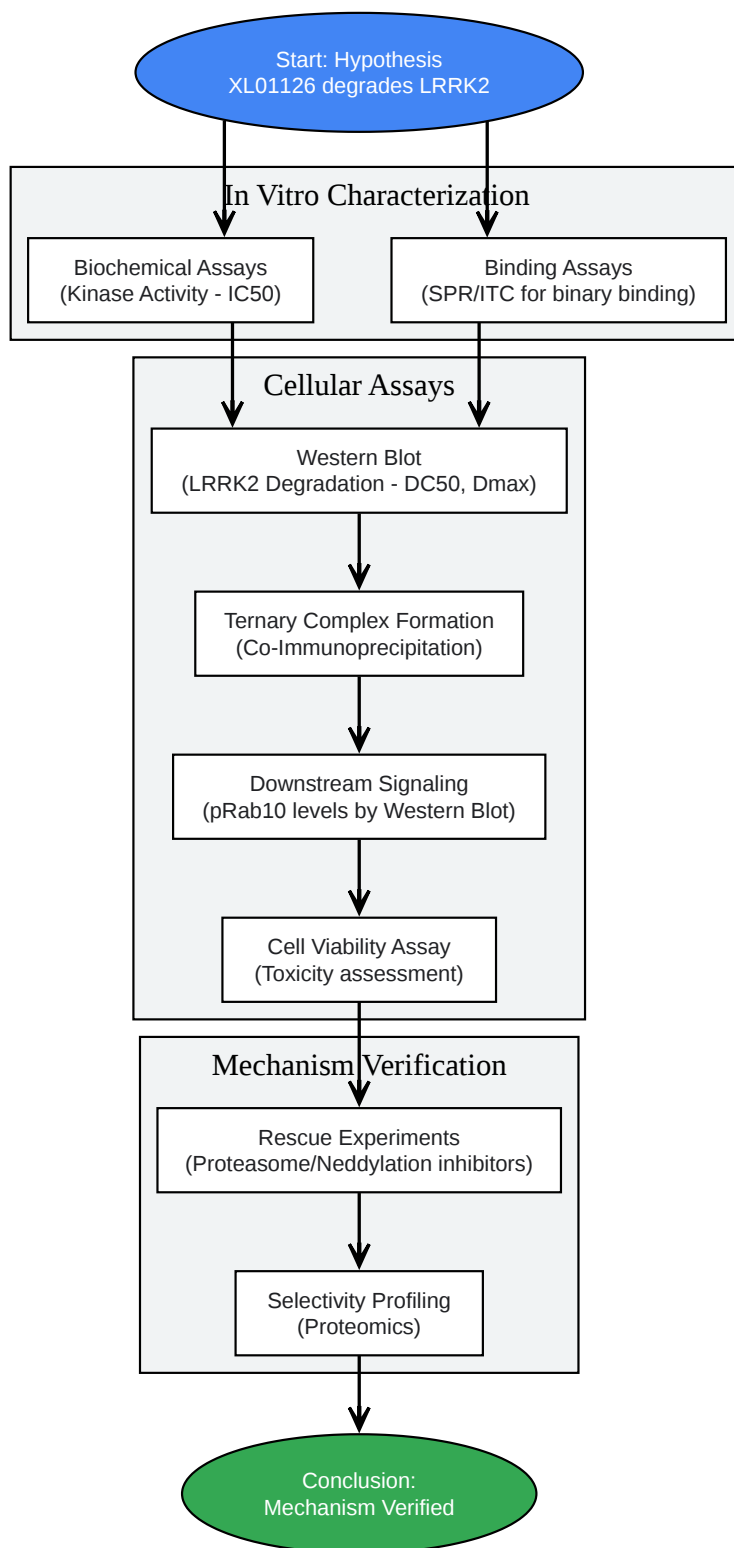 Start: Hypothesis
XL01126 degrades LRRK2
In Vitro Characterization
Biochemical Assays
(Kinase Activity - IC50)
Binding Assays
(SPR/ITC for binary binding)
Cellular Assays
Western Blot
(LRRK2 Degradation - DC50, Dmax)
Ternary Complex Formation
(Co-Immunoprecipitation)
Downstream Signaling
(pRab10 levels by Western Blot)
Cell Viability Assay
(Toxicity assessment)
Mechanism Verification
Rescue Experiments
(Proteasome/Neddylation inhibitors)
Selectivity Profiling
(Proteomics)
Conclusion:
Mechanism Verified